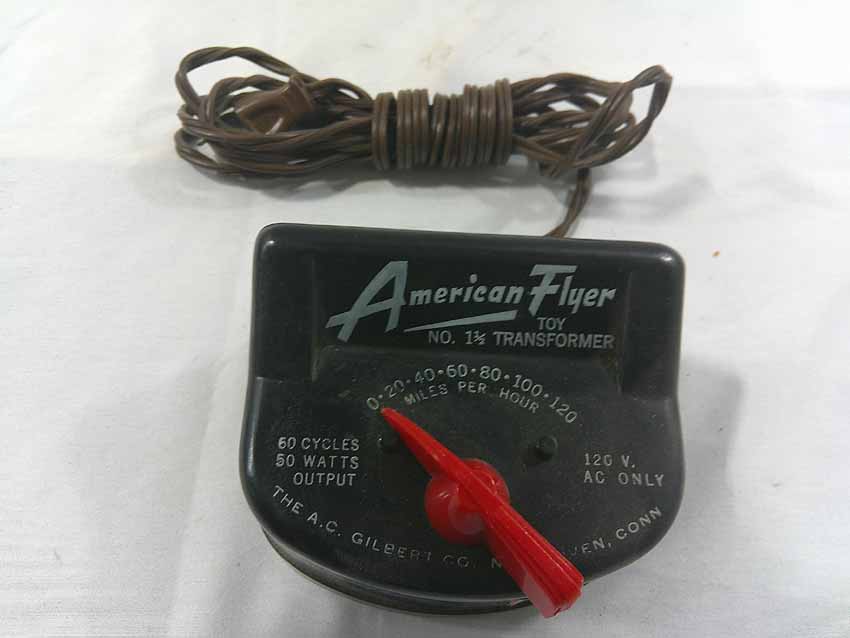 American Flyer
TOY
NO. 1½ TRANSFORMER
0•20•40•60•80•100•120
MILES PER HOUR
60 CYCLES
50 WATTS
OUTPUT
120 V.
AC ONLY
THE A.C. GILBERT CO. CONN